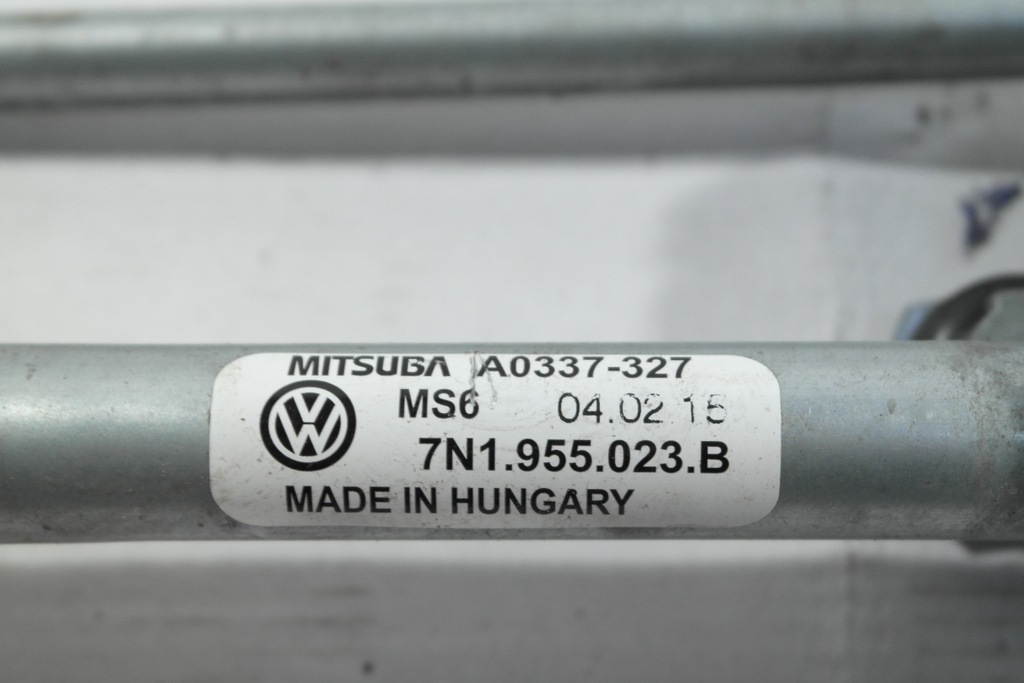 MITSUBA A0337-327
MS6 04.02 15
7N1.955.023.B
MADE IN HUNGARY